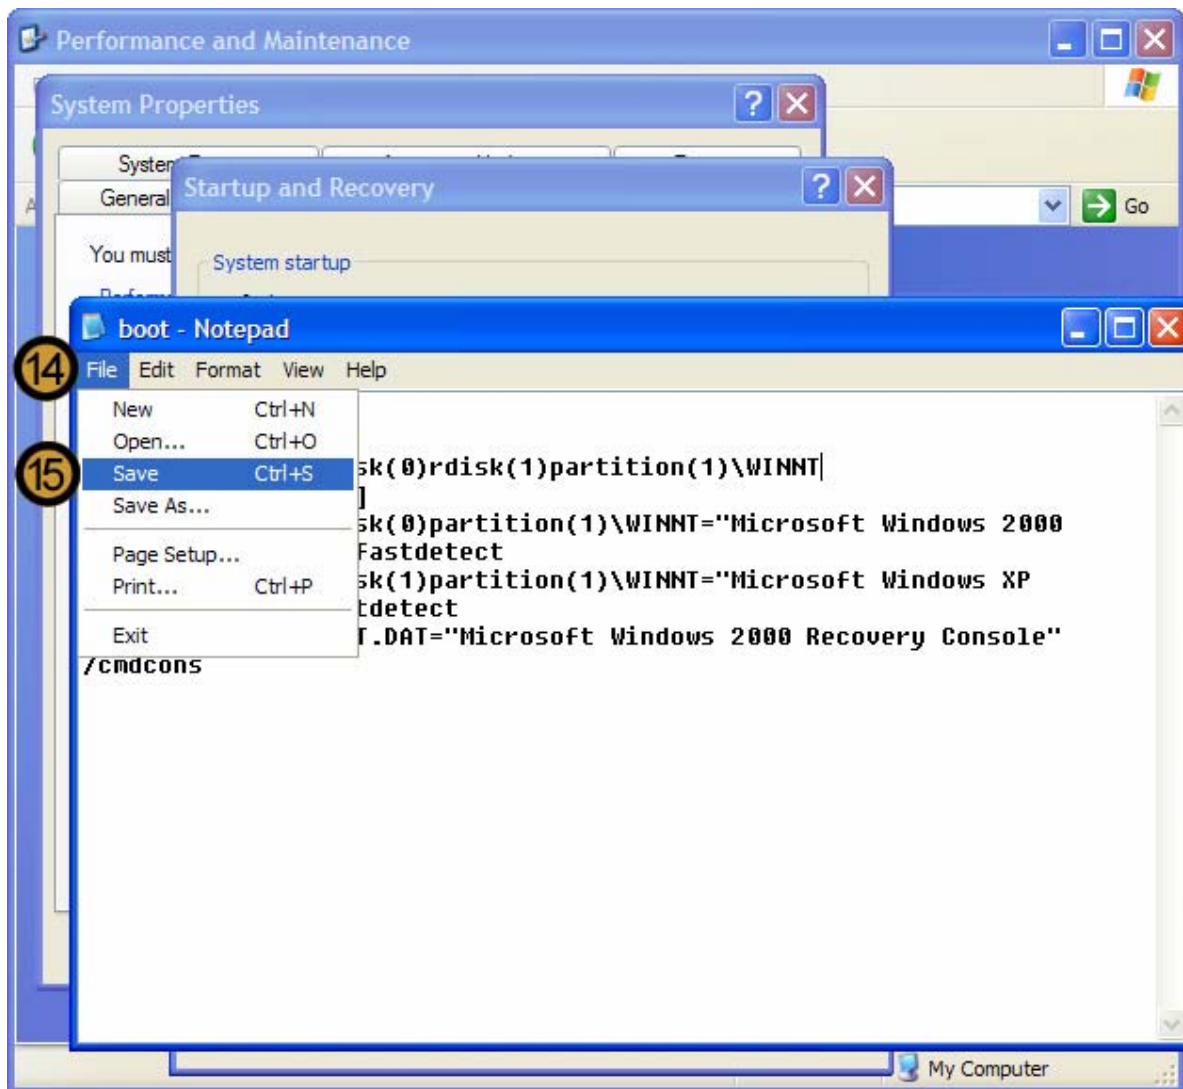 Performance and Maintenance
System Properties
General
Startup and Recovery
Go
You must
System startup
boot - Notepad
14
File Edit Format View Help
New Ctrl+N
Open... Ctrl+O
15
Save Ctrl+S
sk(0)rdisk(1)partition(1)\WINNT
Save As...
]
sk(0)partition(1)\WINNT="Microsoft Windows 2000
Page Setup...
Fastdetect
Print... Ctrl+P
sk(1)partition(1)\WINNT="Microsoft Windows XP
tdetect
Exit
T.DAT="Microsoft Windows 2000 Recovery Console"
/cmdcons
My Computer